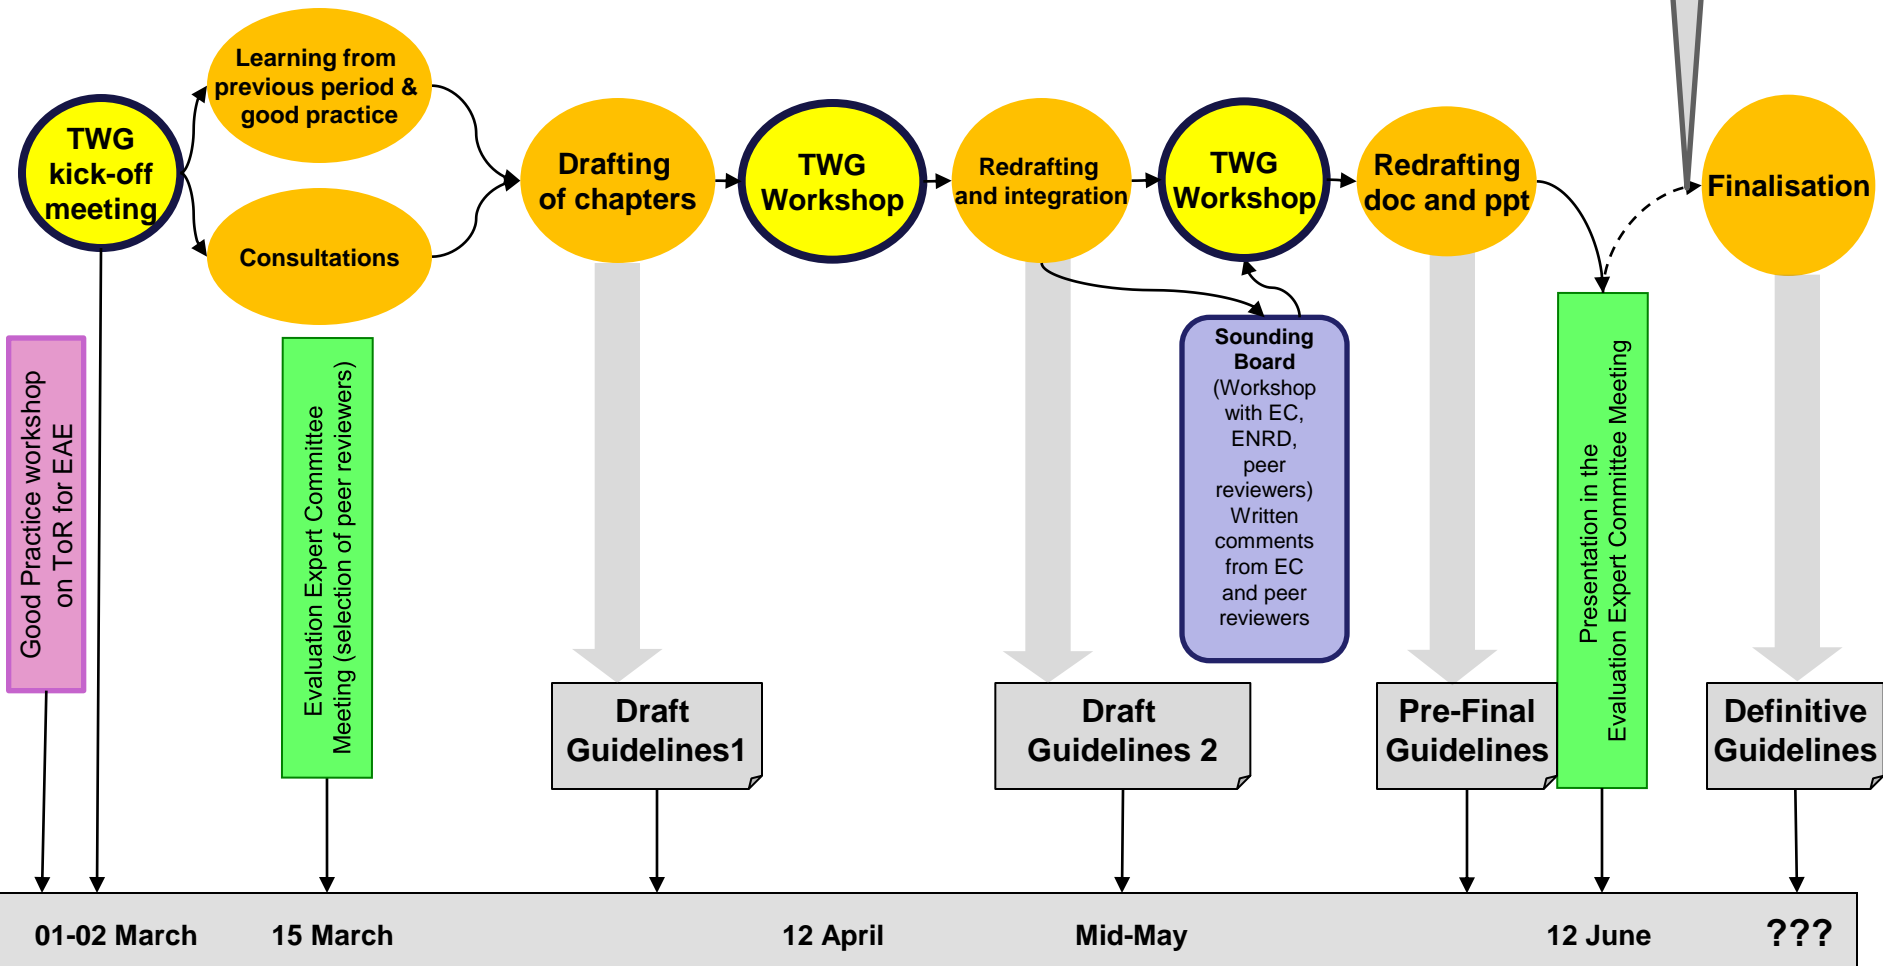 Learning from
previous period &
good practice
TWG
kick-off
meeting
Consultations
Drafting
of chapters
TWG
Workshop
Redrafting
and integration
TWG
Workshop
Redrafting
doc and ppt
Finalisation
Good Practice workshop
on ToR for EAE
Evaluation Expert Committee
Meeting (selection of peer reviewers)
Sounding
Board
(Workshop
with EC,
ENRD,
peer
reviewers)
Written
comments
from EC
and peer
reviewers
Presentation in the
Evaluation Expert Committee Meeting
Draft
Guidelines1
Draft
Guidelines 2
Pre-Final
Guidelines
Definitive
Guidelines
01-02 March
15 March
12 April
Mid-May
12 June
???